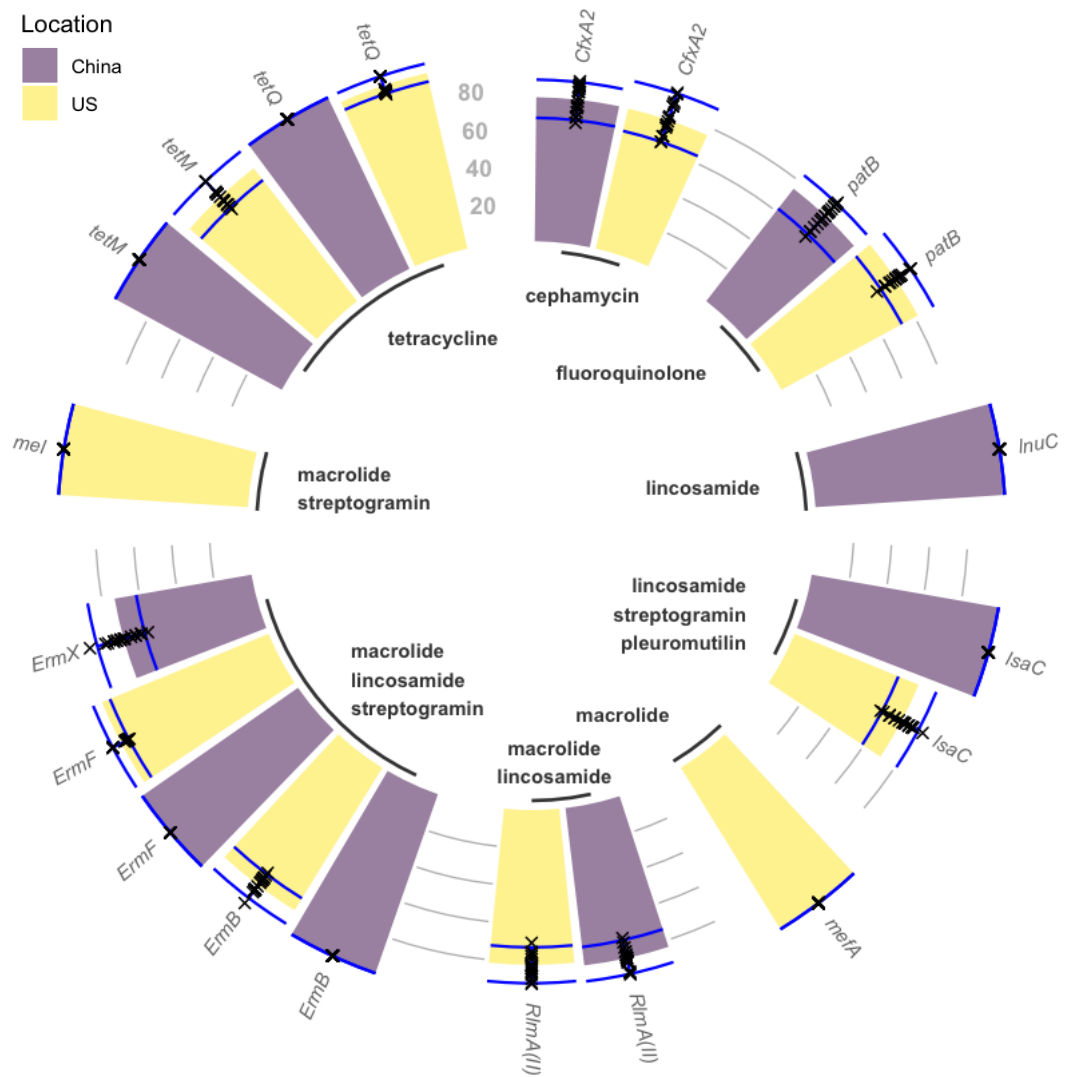 Location
China
US
80
60
40
20
CfxA2
CfxA2
patB
patB
lnuC
lsaC
lsaC
mefA
RlmA(II)
RlmA(II)
ErmB
ErmB
ErmF
ErmF
ErmX
mel
tetM
tetM
tetQ
tetQ
cephamycin
fluoroquinolone
lincosamide
lincosamide
streptogramin
pleuromutilin
macrolide
macrolide
lincosamide
macrolide
lincosamide
streptogramin
macrolide
streptogramin
tetracycline